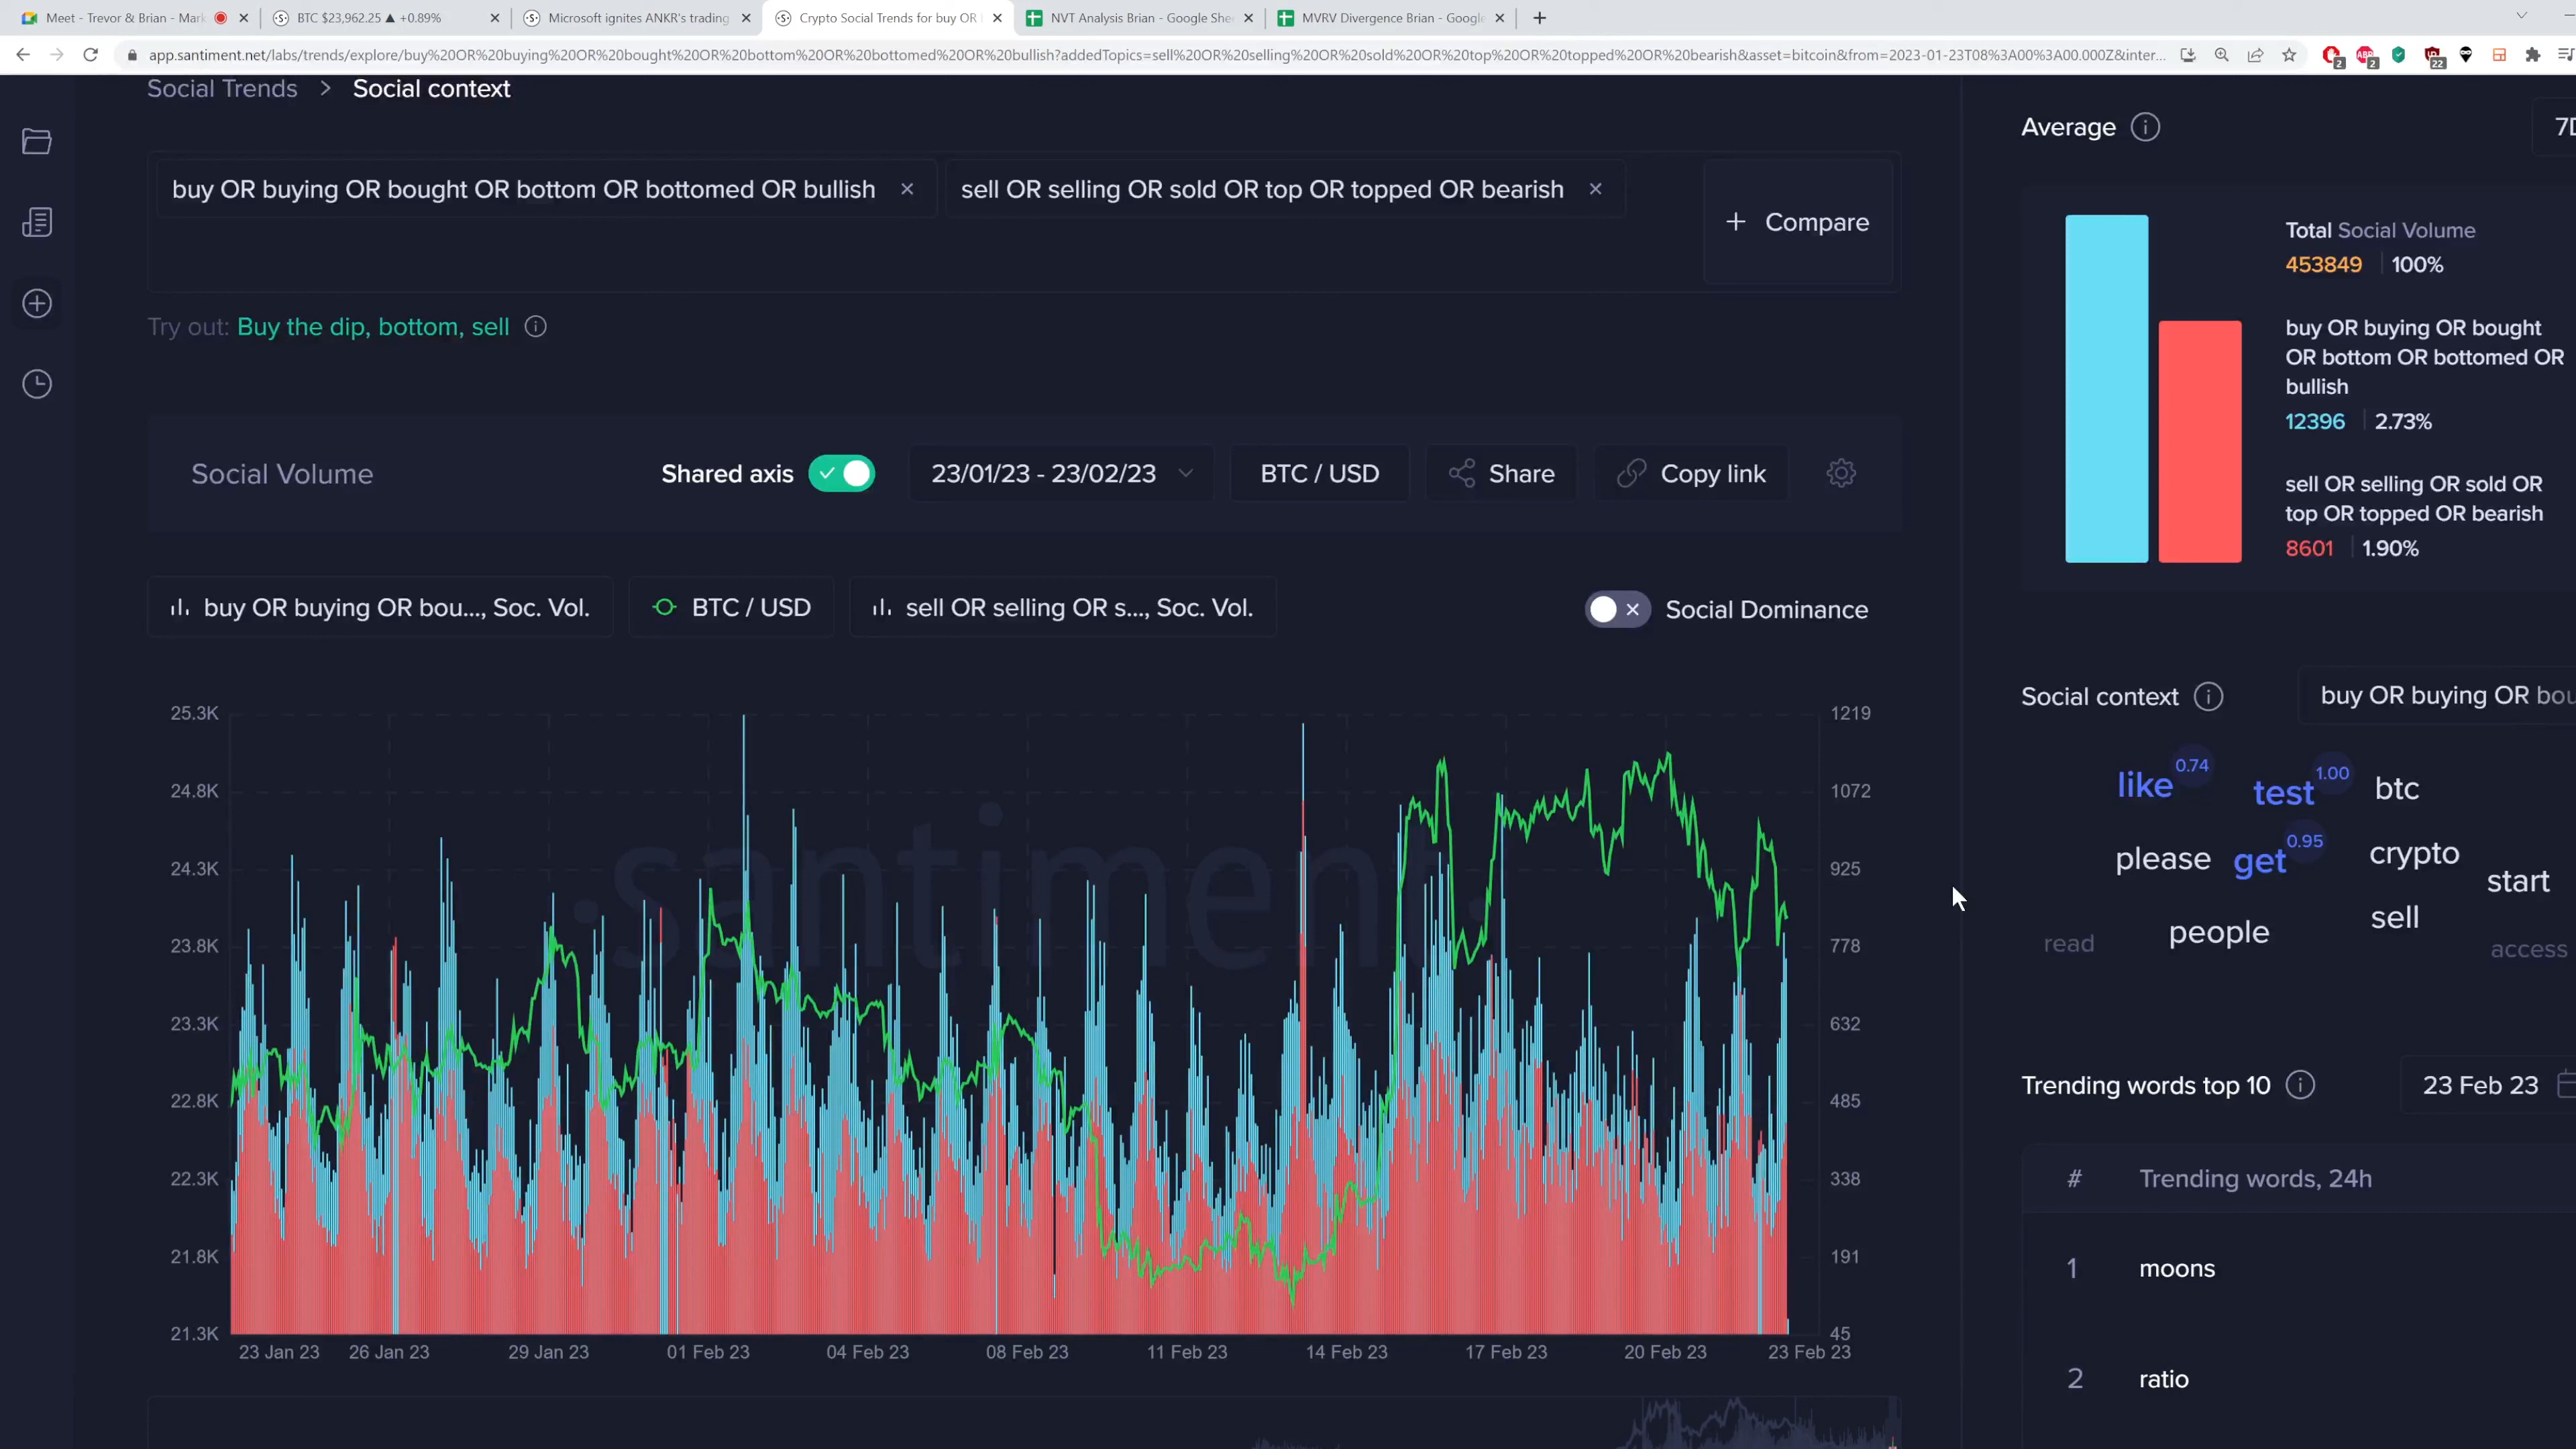 Meet - Trevor & Brian - Mark
BTC $23,962.25 ▲ +0.89%
Microsoft ignites ANKR's trading
Crypto Social Trends for buy OR
NVT Analysis Brian - Google She
MVRV Divergence Brian - Google
app.santiment.net/labs/trends/explore/buy%20OR%20buying%20OR%20bought%20OR%20bottom%20OR%20bottomed%20OR%20bullish?addedTopics=sell%20OR%20selling%20OR%20sold%20OR%20top%20OR%20topped%20OR%20bearish&asset=bitcoin&from=2023-01-23T08%3A00%3A00.000Z&inter...
2
2
22
Social Trends > Social context
buy OR buying OR bought OR bottom OR bottomed OR bullish
sell OR selling OR sold OR top OR topped OR bearish
+ Compare
Try out: Buy the dip, bottom, sell
Social Volume
Shared axis
23/01/23 - 23/02/23
BTC / USD
Share
Copy link
buy OR buying OR bou..., Soc. Vol.
BTC / USD
sell OR selling OR s..., Soc. Vol.
Social Dominance
santiment
25.3K
24.8K
24.3K
23.8K
23.3K
22.8K
22.3K
21.8K
21.3K
1219
1072
925
778
632
485
338
191
45
23 Jan 23
26 Jan 23
29 Jan 23
01 Feb 23
04 Feb 23
08 Feb 23
11 Feb 23
14 Feb 23
17 Feb 23
20 Feb 23
23 Feb 23
Average
7D
Total Social Volume
453849 | 100%
buy OR buying OR bought
OR bottom OR bottomed OR
bullish
12396 | 2.73%
sell OR selling OR sold OR
top OR topped OR bearish
8601 | 1.90%
Social context
buy OR buying OR bou
like 0.74
test 1.00
btc
please
get 0.95
crypto
start
read
people
sell
access
Trending words top 10
23 Feb 23
# Trending words, 24h
1 moons
2 ratio